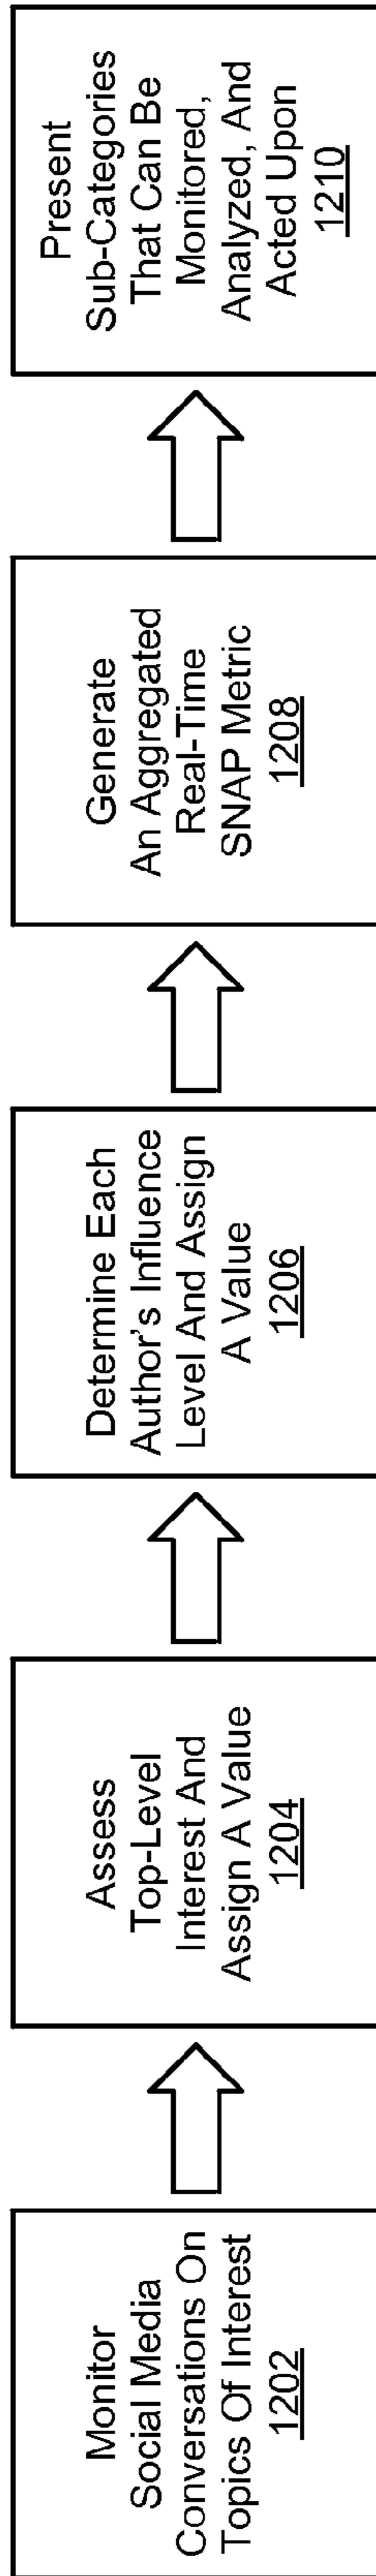 Monitor
Social Media
Conversations On
Topics Of Interest
1202
Assess
Top-Level
Interest And
Assign A Value
1204
Determine Each
Author's Influence
Level And Assign
A Value
1206
Generate
An Aggregated
Real-Time
SNAP Metric
1208
Present
Sub-Categories
That Can Be
Monitored,
Analyzed, And
Acted Upon
1210